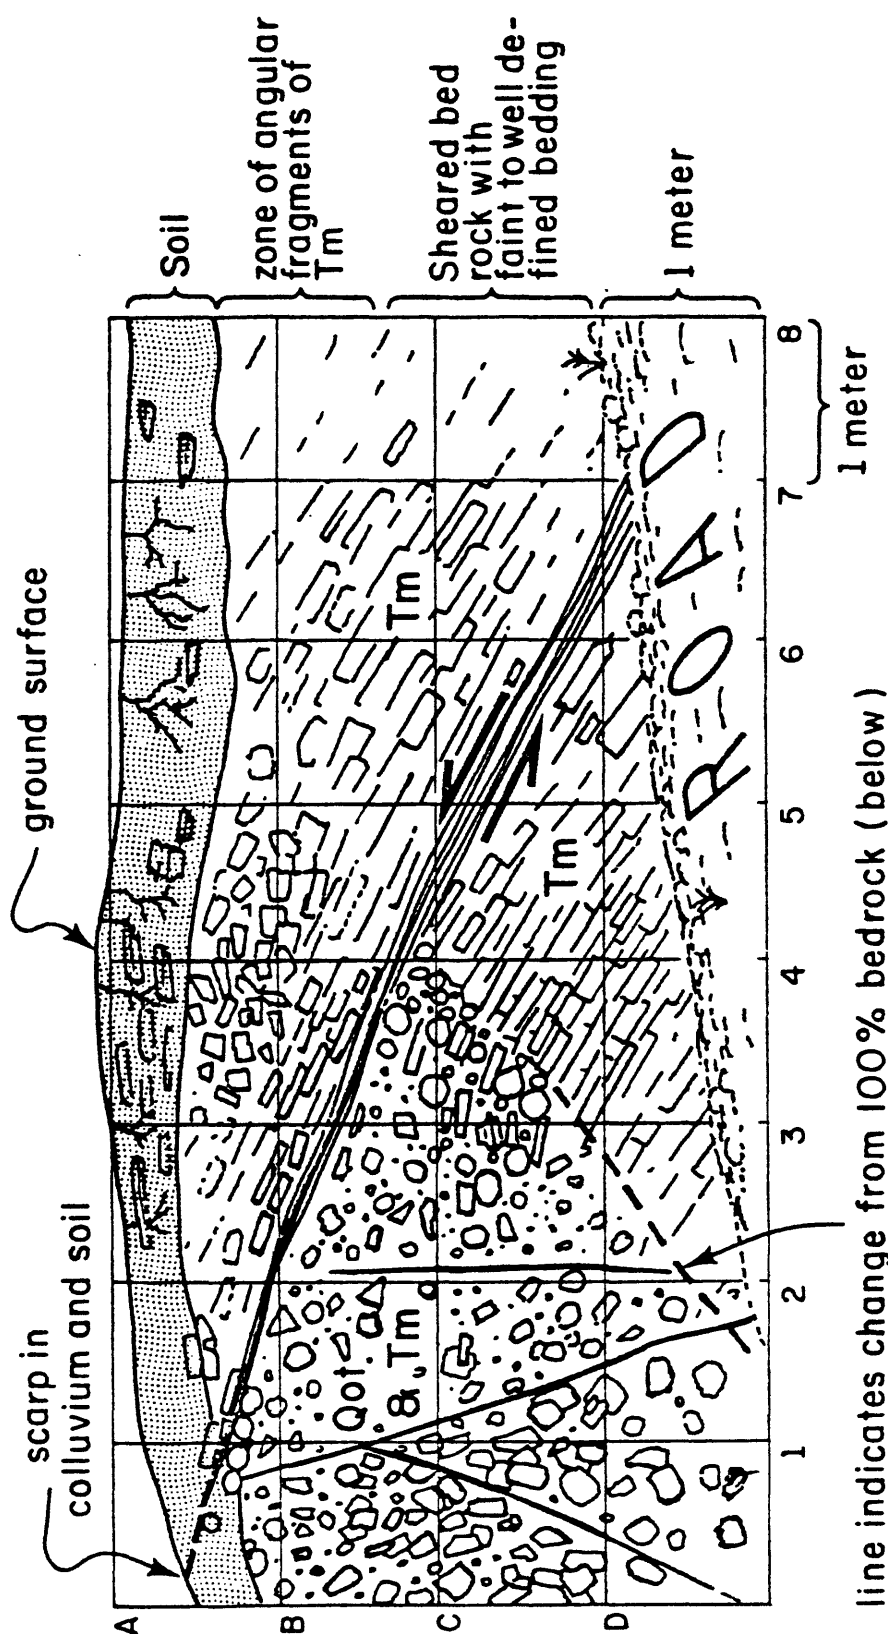 scarp in
colluvium and soil
ground surface
Soil
zone of angular
fragments of
Tm
Sheared bed
rock with
faint to well de-
fined bedding
1 meter
A
B
C
D
Qot
& Tm
Tm
Tm
ROAD
1
2
3
4
5
6
7
8
1 meter
line indicates change from 100% bedrock (below)